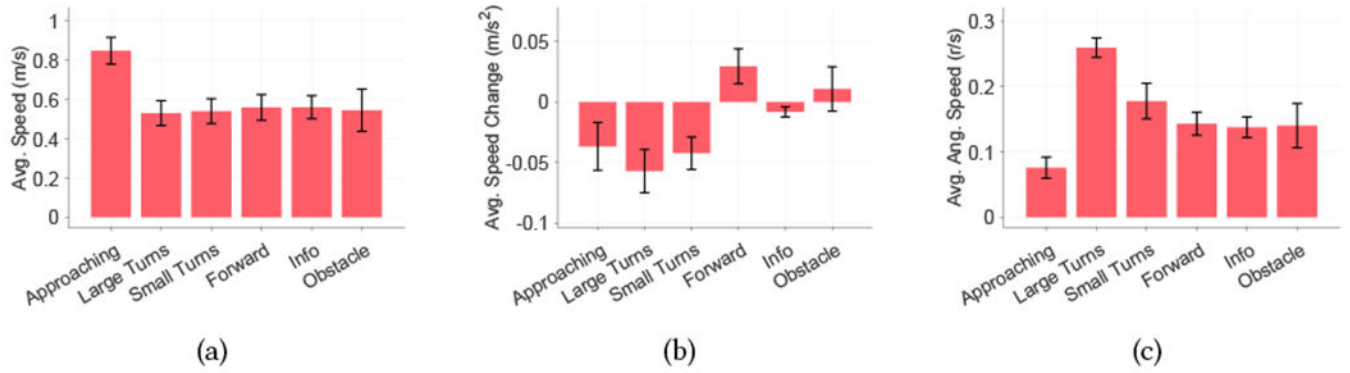 Avg. Speed (m/s)
1
0.8
0.6
0.4
0.2
0
Approaching
Large Turns
Small Turns
Forward
Info
Obstacle
(a)
Avg. Speed Change (m/s²)
0.05
0
-0.05
-0.1
Approaching
Large Turns
Small Turns
Forward
Info
Obstacle
(b)
Avg. Ang. Speed (r/s)
0.3
0.2
0.1
0
Approaching
Large Turns
Small Turns
Forward
Info
Obstacle
(c)